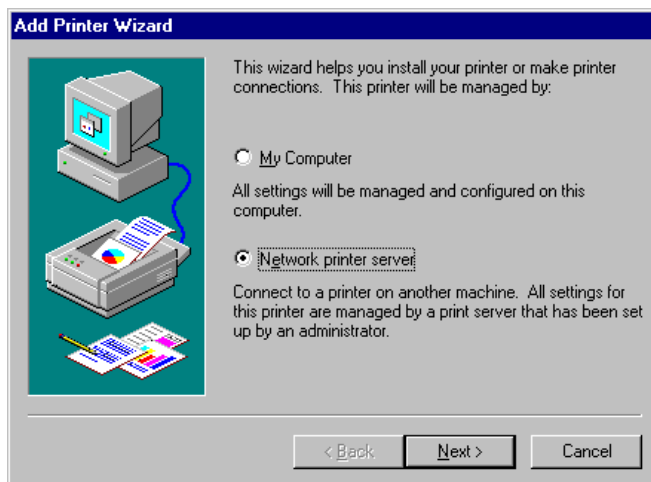 Add Printer Wizard
This wizard helps you install your printer or make printer
connections. This printer will be managed by:
My Computer
All settings will be managed and configured on this
computer.
Network printer server
Connect to a printer on another machine. All settings for
this printer are managed by a print server that has been set
up by an administrator.
< Back
Next >
Cancel